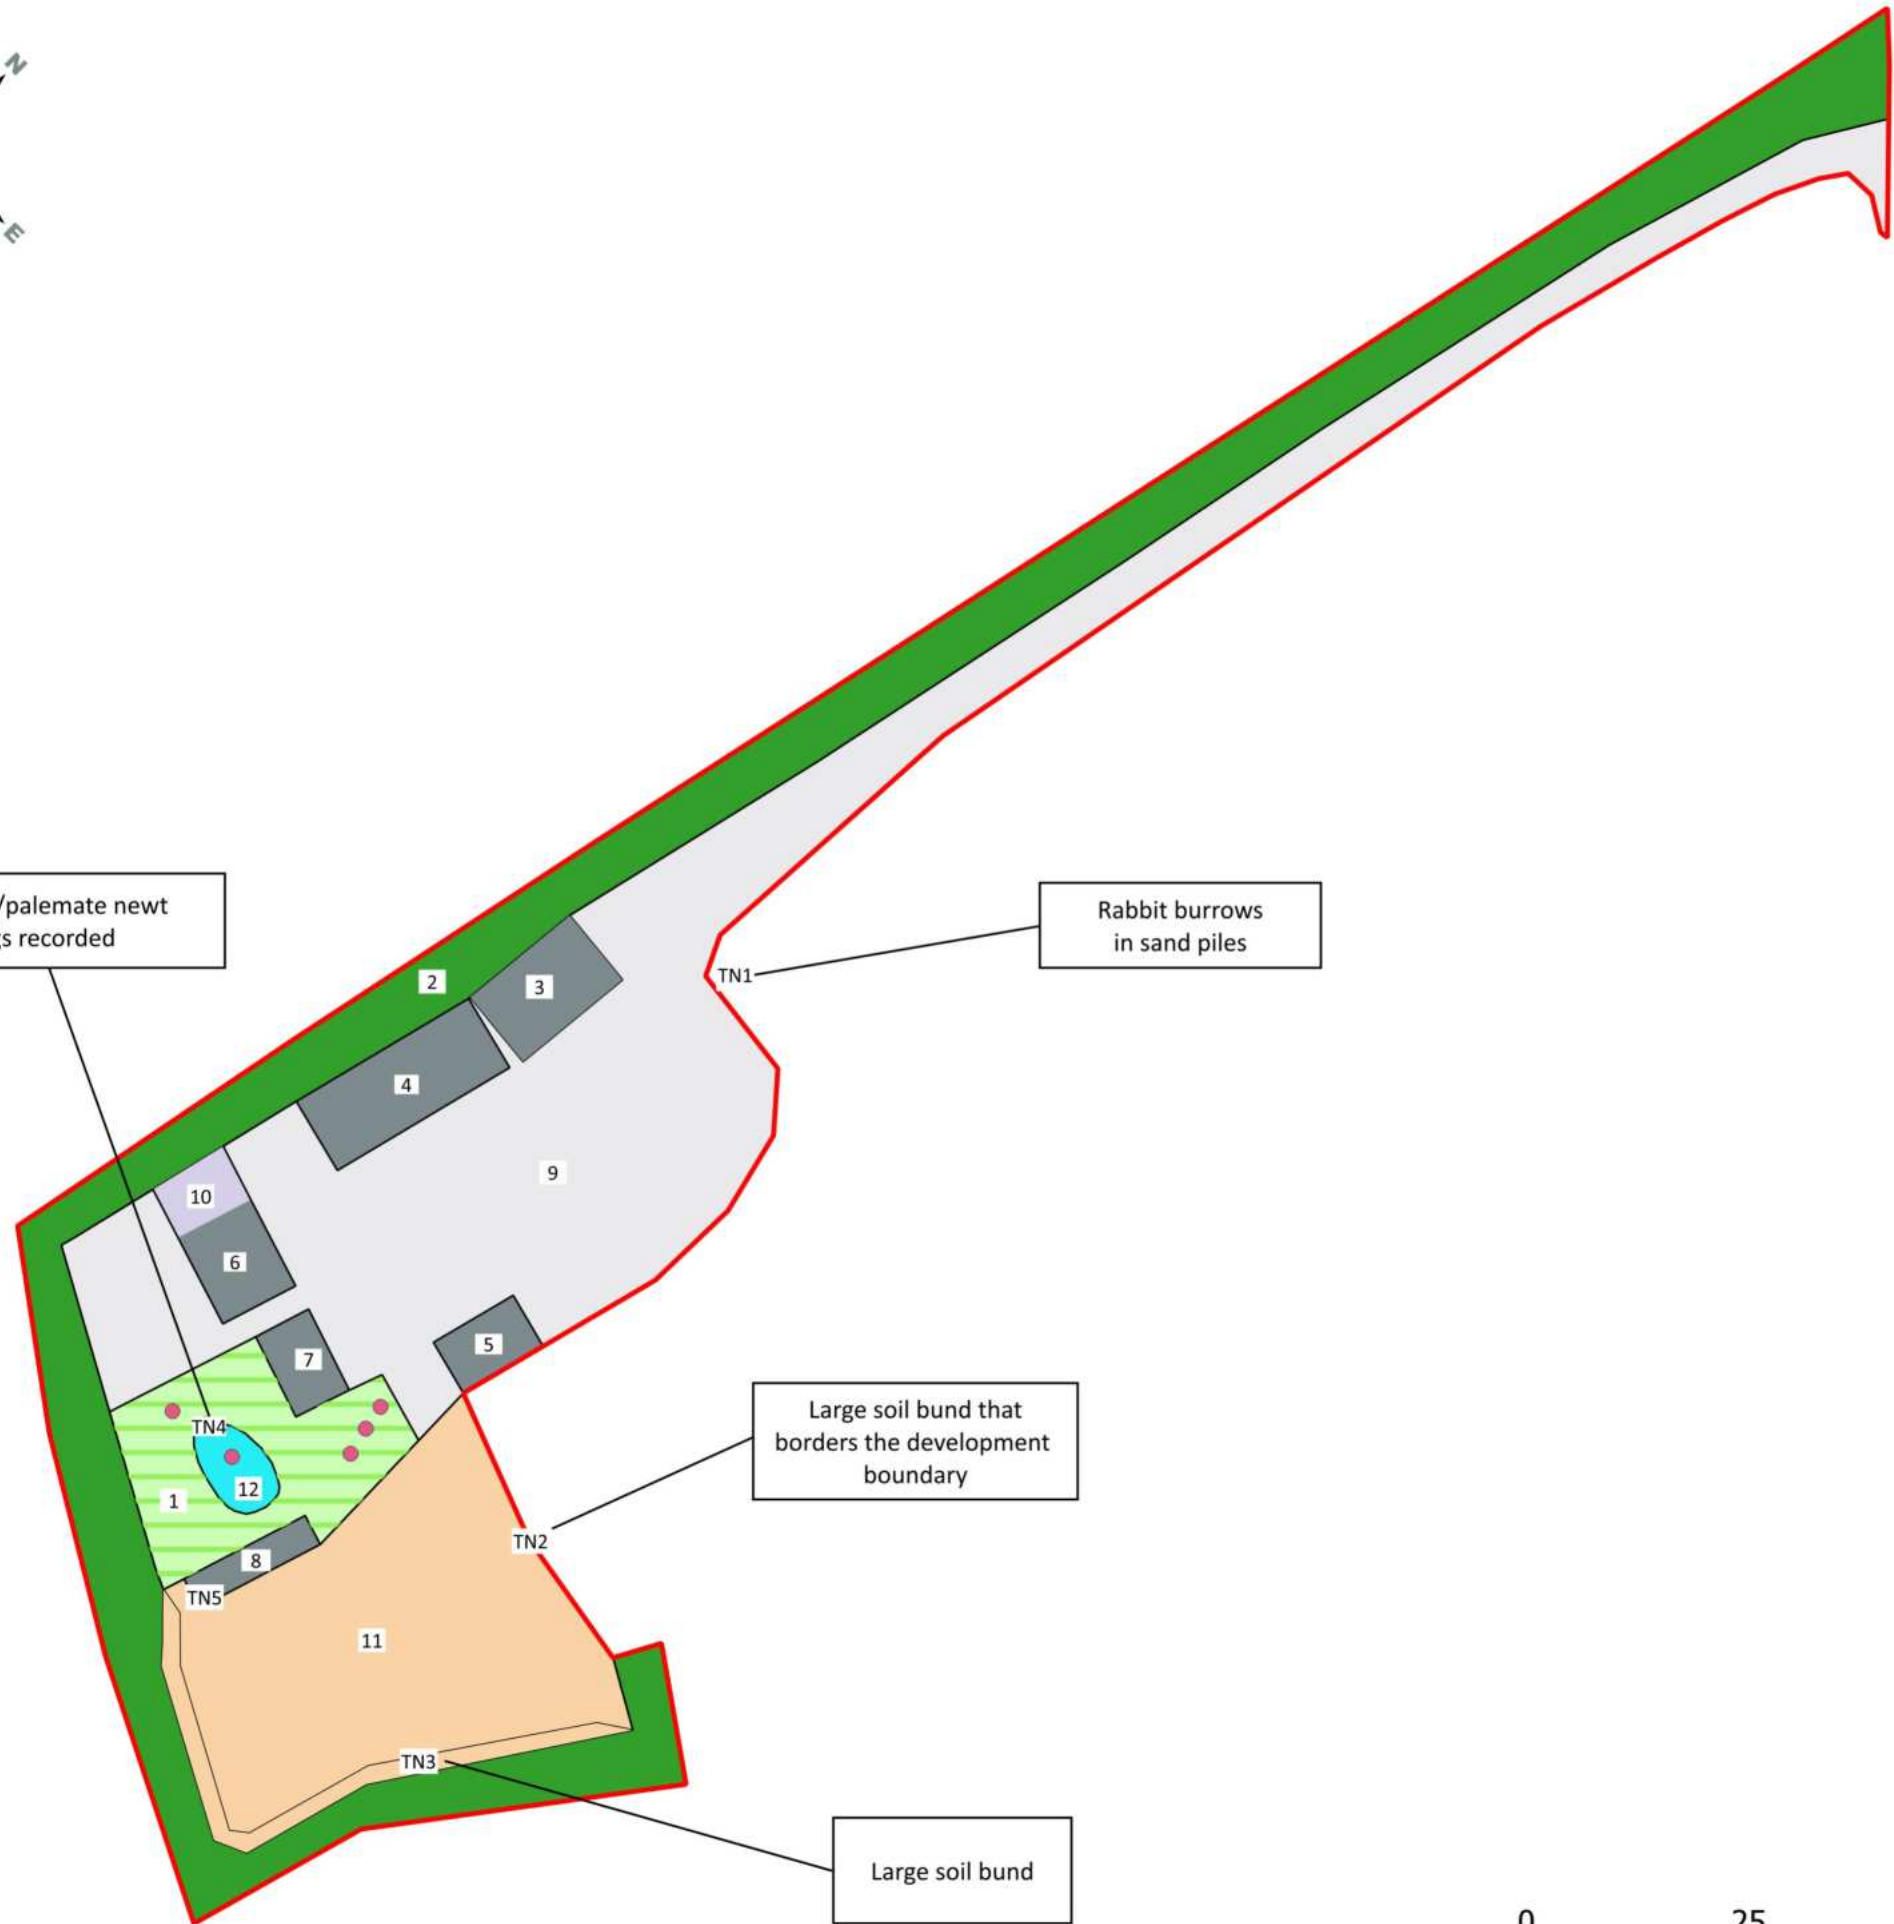 N
E
/palemate newt
s recorded
Rabbit burrows
in sand piles
TN1
2
3
4
9
10
6
5
7
Large soil bund that
borders the development
boundary
TN4
12
1
TN2
8
TN5
11
TN3
Large soil bund
0 25